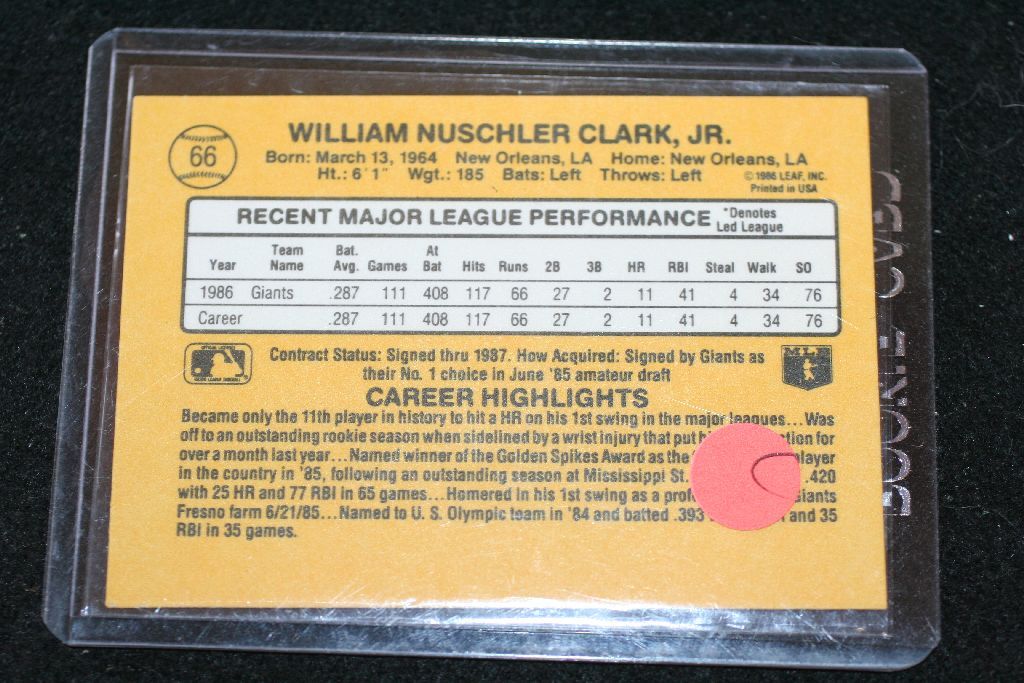 66
WILLIAM NUSCHLER CLARK, JR.
Born: March 13, 1964 New Orleans, LA Home: New Orleans, LA
Ht.: 6'1" Wgt.: 185 Bats: Left Throws: Left
© 1986 LEAF, INC.
Printed in USA
RECENT MAJOR LEAGUE PERFORMANCE *Denotes Led League
Year Team Name Bat. Avg. Games At Bat Hits Runs 2B 3B HR RBI Steal Walk SO
1986 Giants .287 111 408 117 66 27 2 11 41 4 34 76
Career .287 111 408 117 66 27 2 11 41 4 34 76
Contract Status: Signed thru 1987. How Acquired: Signed by Giants as
their No. 1 choice in June '85 amateur draft
CAREER HIGHLIGHTS
Became only the 11th player in history to hit a HR on his 1st swing in the major leagues...Was
off to an outstanding rookie season when sidelined by a wrist injury that put for
over a month last year...Named winner of the Golden Spikes Award as the player
in the country in '85, following an outstanding season at Mississippi St. .420
with 25 HR and 77 RBI in 65 games...Homered in his 1st swing as a
Fresno farm 6/21/85...Named to U. S. Olympic team in '84 and batted .393 and 35
RBI in 35 games.